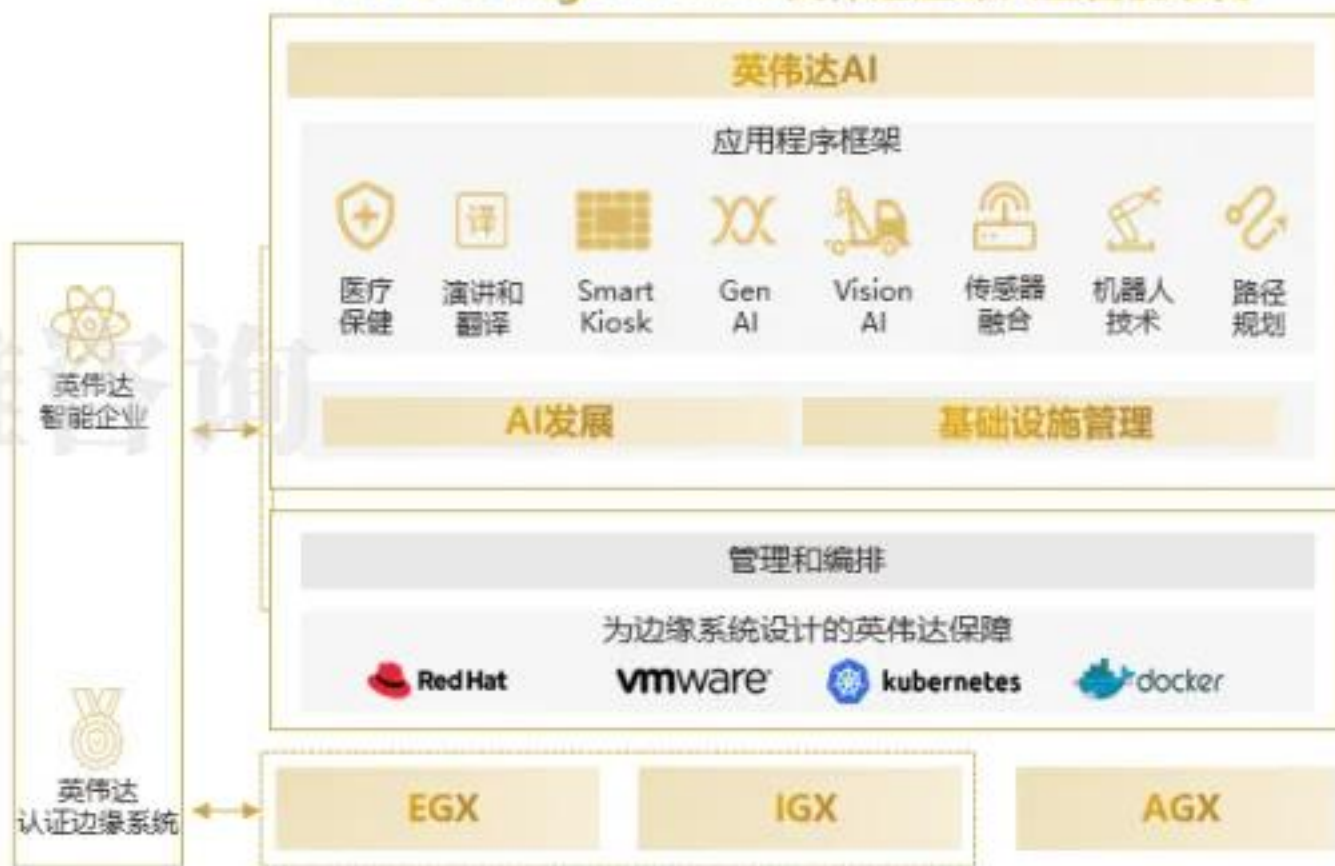 英伟达AI
应用程序框架
译
医疗
保健
演讲和
翻译
Smart
Kiosk
Gen
AI
Vision
AI
传感器
融合
机器人
技术
路径
规划
AI发展
基础设施管理
英伟达
智能企业
咨询
管理和编排
为边缘系统设计的英伟达保障
Red Hat
vmware
kubernetes
docker
英伟达
认证边缘系统
EGX
IGX
AGX